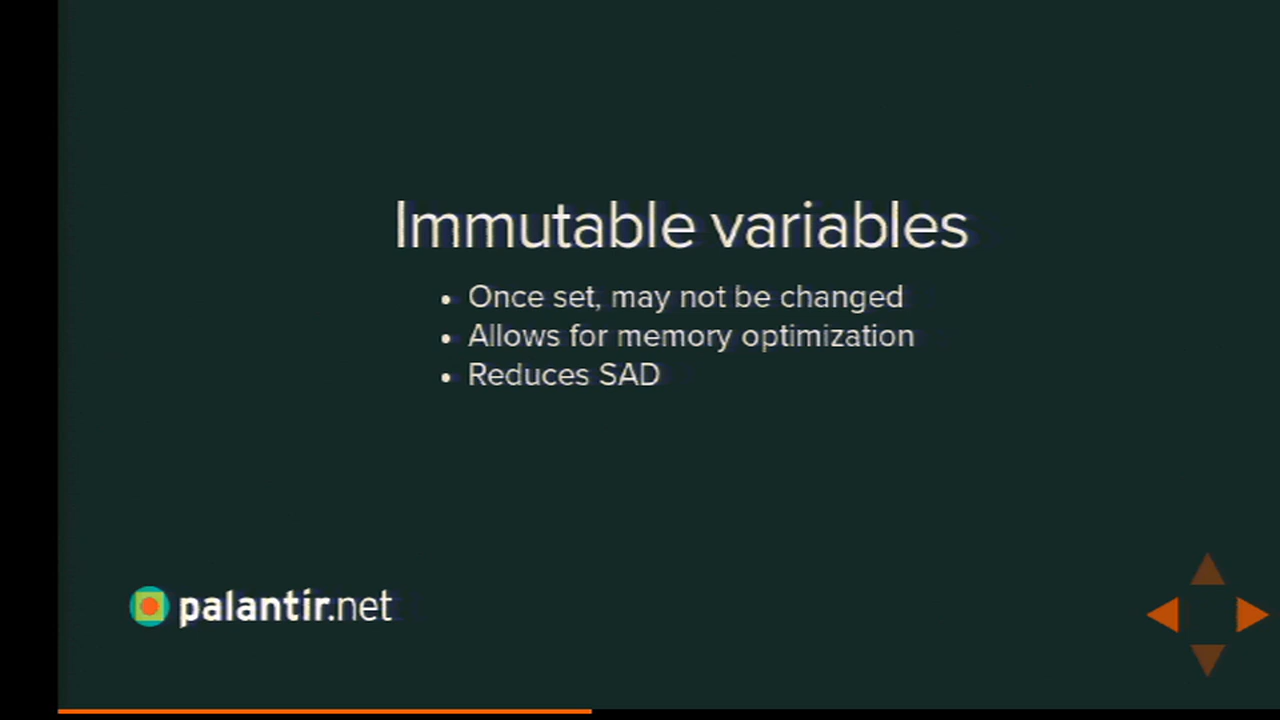 Immutable variables
• Once set, may not be changed
• Allows for memory optimization
• Reduces SAD
palantir.net